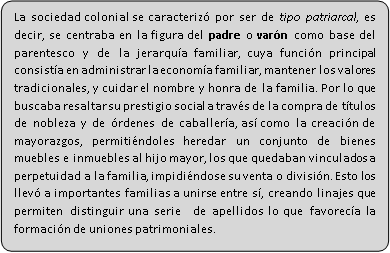 La sociedad colonial se caracterizó por ser de tipo patriarcal, es
decir, se centraba en la figura del padre o varón como base del
parentesco y de la jerarquía familiar, cuya función principal
consistía en administrar la economía familiar, mantener los valores
tradicionales, y cuidar el nombre y honra de la familia. Por lo que
buscaba resaltar su prestigio social a través de la compra de títulos
de nobleza y de órdenes de caballería, así como la creación de
mayorazgos, permitiéndoles heredar un conjunto de bienes
muebles e inmuebles al hijo mayor, los que quedaban vinculados a
perpetuidad a la familia, impidiéndose su venta o división. Esto los
llevó a importantes familias a unirse entre sí, creando linajes que
permiten distinguir una serie de apellidos lo que favorecía la
formación de uniones patrimoniales.